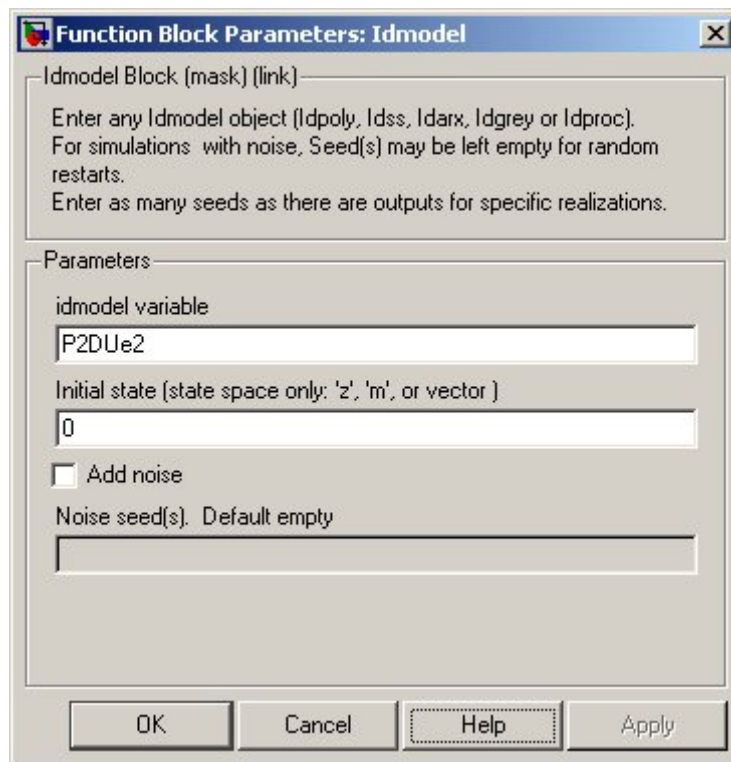 Function Block Parameters: Idmodel
Idmodel Block (mask) (link)
Enter any Idmodel object (Idpoly, Idss, Idarx, Idgrey or Idproc).
For simulations with noise, Seed(s) may be left empty for random
restarts.
Enter as many seeds as there are outputs for specific realizations.
Parameters
idmodel variable
P2DUe2
Initial state (state space only: 'z', 'm', or vector )
0
Add noise
Noise seed(s). Default empty
OK Cancel Help Apply